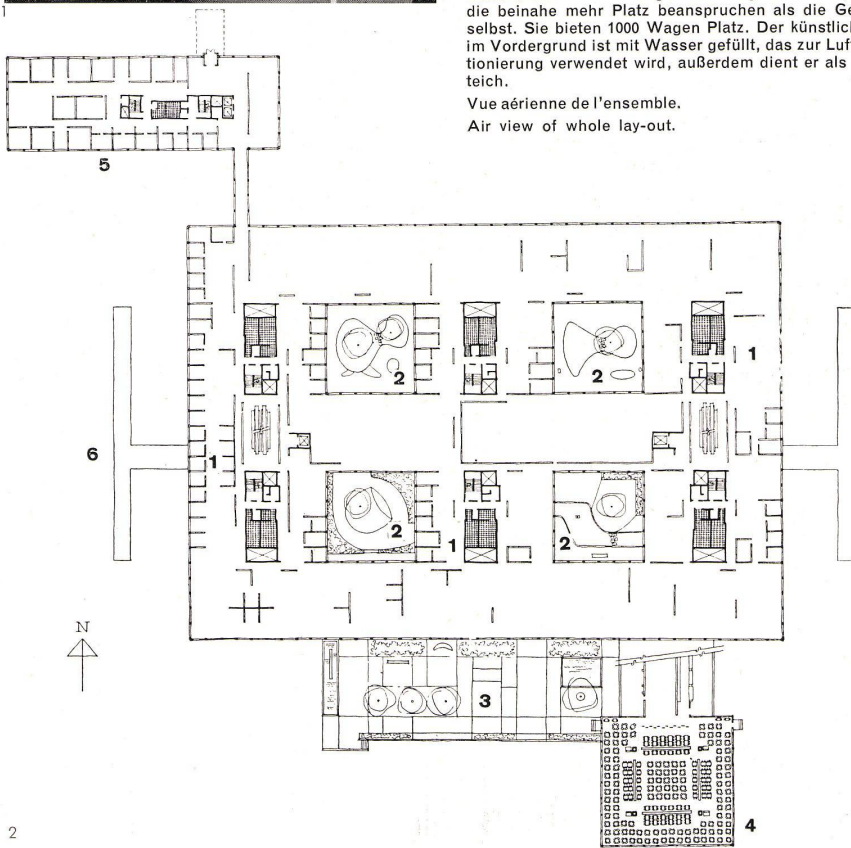 1
die beinahe mehr Platz beanspruchen als die Ge
selbst. Sie bieten 1000 Wagen Platz. Der künstlic
im Vordergrund ist mit Wasser gefüllt, das zur Luf
tionierung verwendet wird, außerdem dient er als
teich.
Vue aérienne de l'ensemble.
Air view of whole lay-out.
5
2
2
1
6
1
2
1
2
N
3
2
4